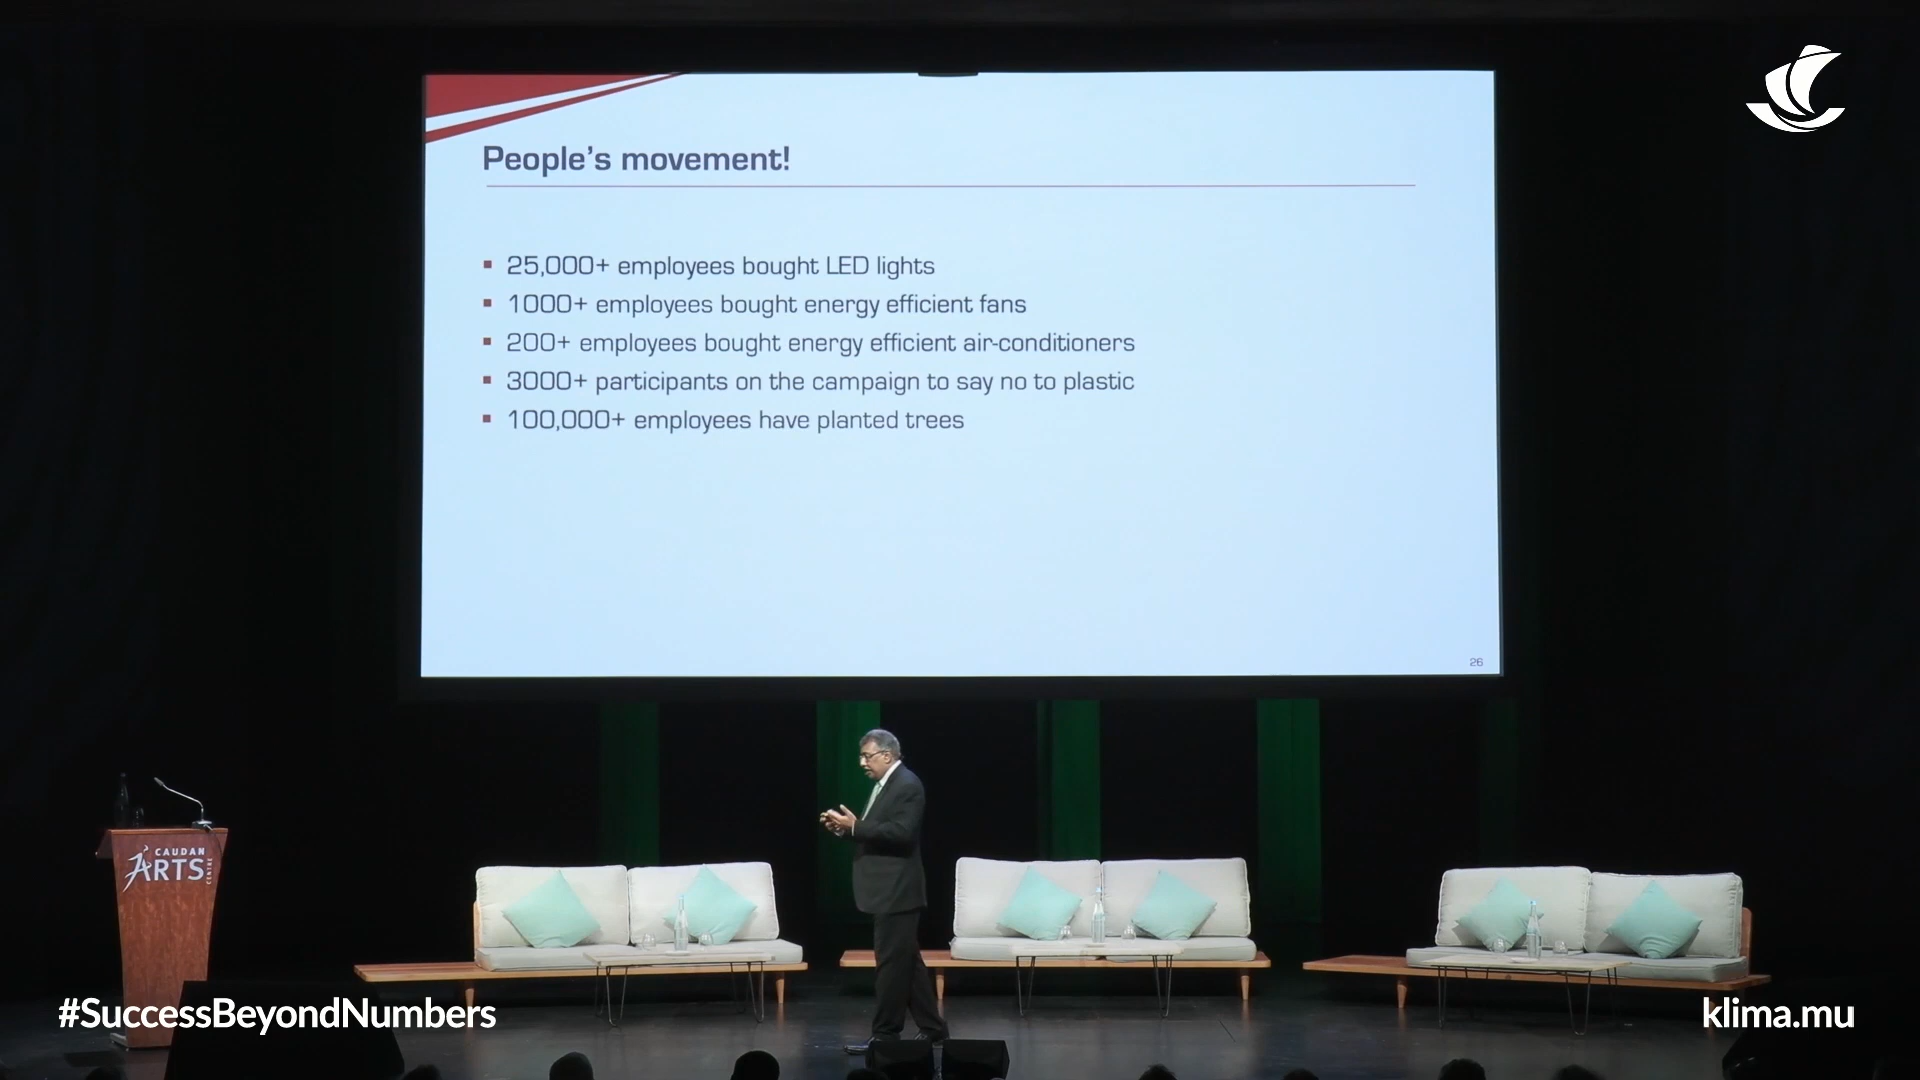 People's movement!
25,000+ employees bought LED lights
1000+ employees bought energy efficient fans
200+ employees bought energy efficient air-conditioners
3000+ participants on the campaign to say no to plastic
100,000+ employees have planted trees
26
CAUDAN
ARTS
CENTRE
#SuccessBeyondNumbers
klima.mu